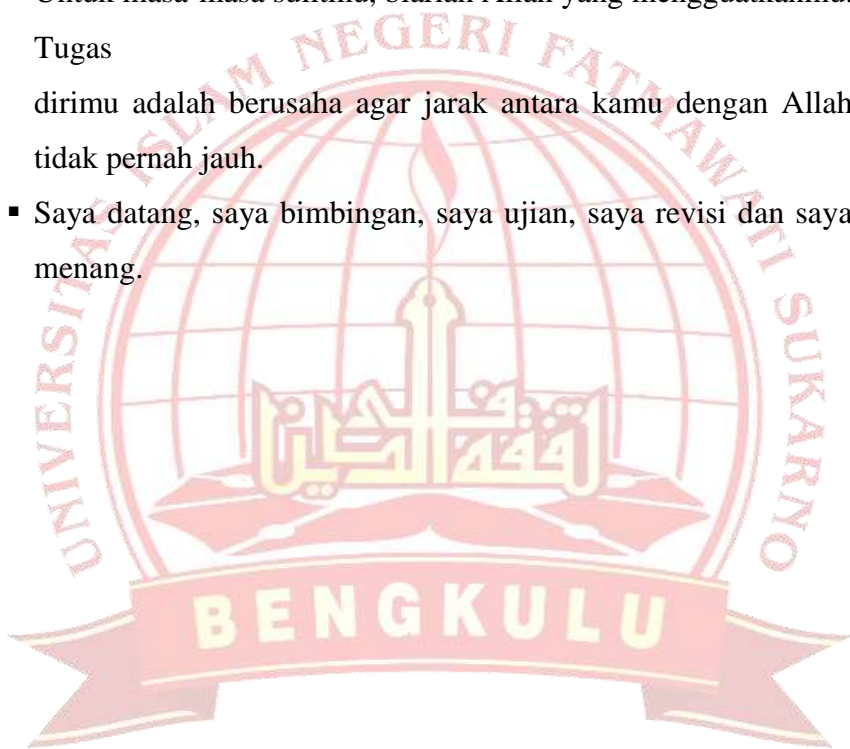 Tugas
dirimu adalah berusaha agar jarak antara kamu dengan Allah
tidak pernah jauh.
▪ Saya datang, saya bimbingan, saya ujian, saya revisi dan saya
menang.
UNIVERSITAS ISLAM NEGERI FATMAWATI SUKARNO
BENGKULU